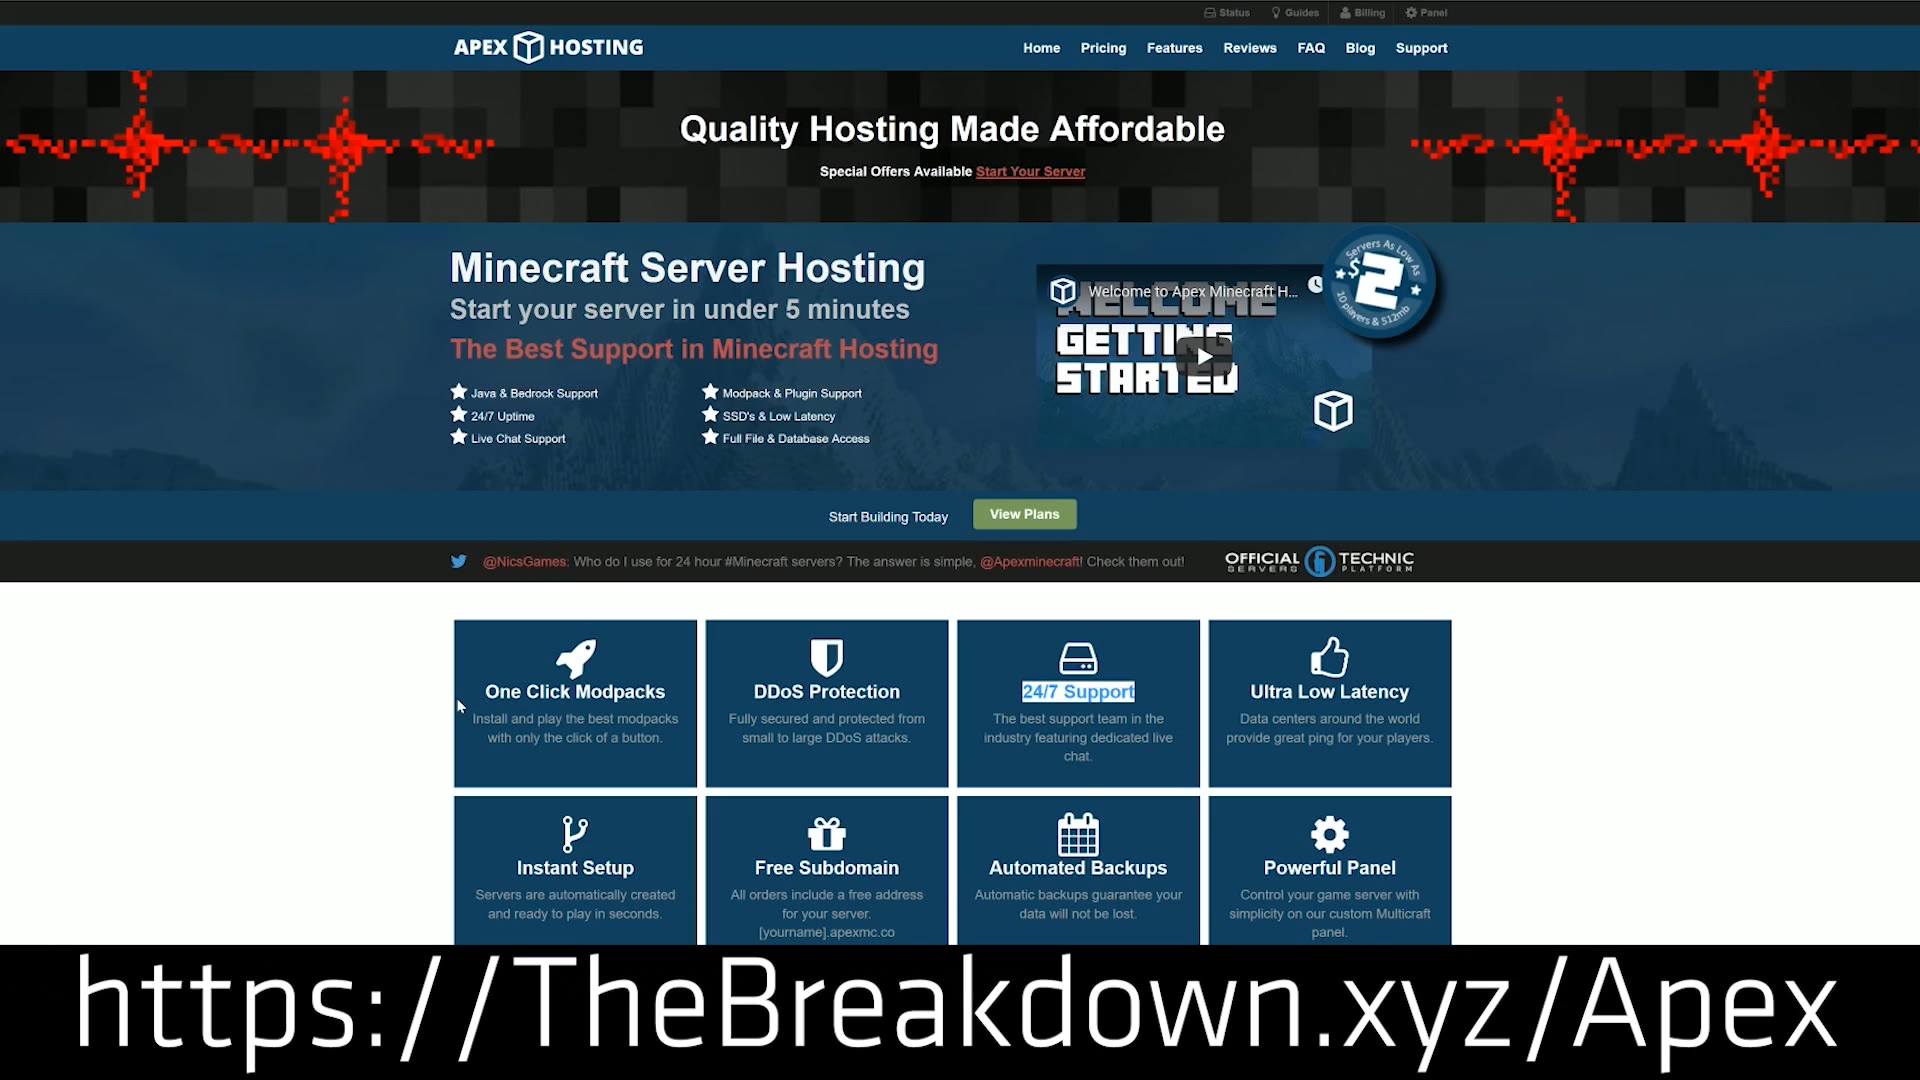 Status Guides Billing Panel
APEX HOSTING
Home Pricing Features Reviews FAQ Blog Support
Quality Hosting Made Affordable
Special Offers Available Start Your Server
Minecraft Server Hosting
Start your server in under 5 minutes
The Best Support in Minecraft Hosting
Java & Bedrock Support
Modpack & Plugin Support
24/7 Uptime
SSD's & Low Latency
Live Chat Support
Full File & Database Access
Welcome to Apex Minecraft H...
WELCOME
GETTING
STARTED
Servers As Low As
$2
10 players & 512mb
Start Building Today View Plans
@NicsGames: Who do I use for 24 hour #Minecraft servers? The answer is simple, @Apexminecraft! Check them out!
OFFICIAL TECHNIC
SERVERS PLATFORM
One Click Modpacks
Install and play the best modpacks
with only the click of a button.
DDoS Protection
Fully secured and protected from
small to large DDoS attacks.
24/7 Support
The best support team in the
industry featuring dedicated live
chat.
Ultra Low Latency
Data centers around the world
provide great ping for your players.
Instant Setup
Servers are automatically created
and ready to play in seconds.
Free Subdomain
All orders include a free address
for your server.
[yourname].apexmc.co
Automated Backups
Automatic backups guarantee your
data will not be lost.
Powerful Panel
Control your game server with
simplicity on our custom Multicraft
panel.
https://TheBreakdown.xyz/Apex